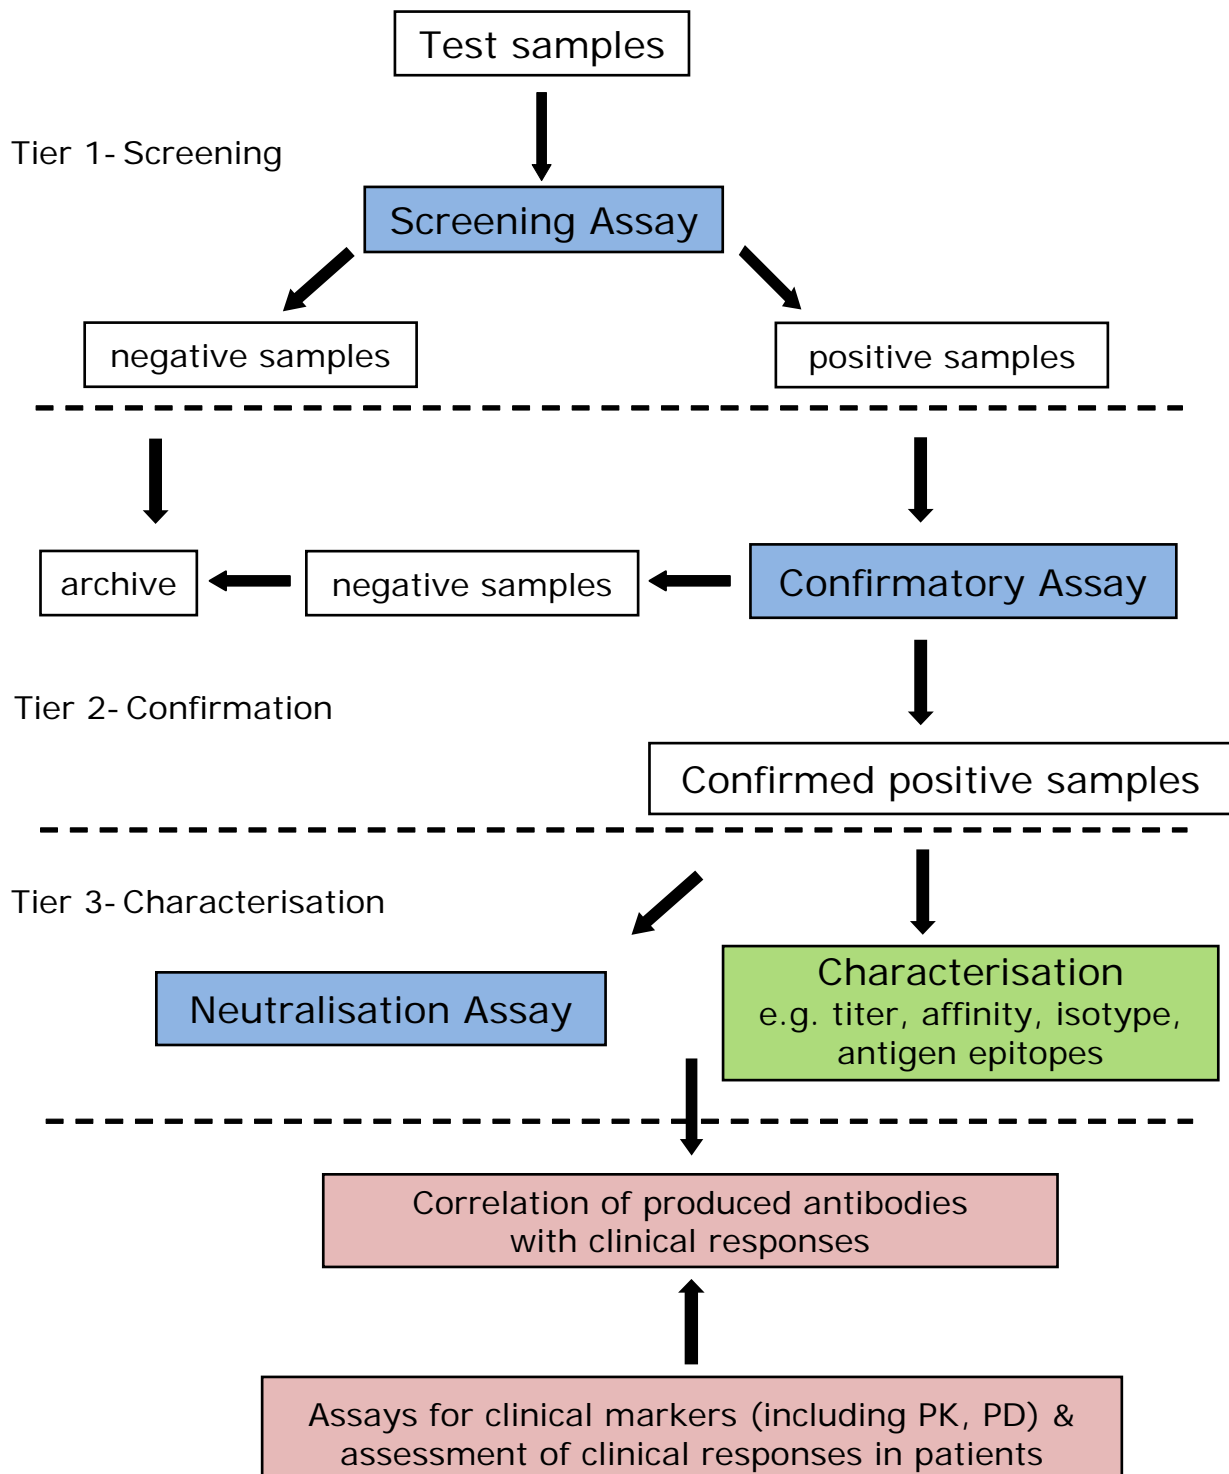 Test samples
Tier 1- Screening
Screening Assay
negative samples
positive samples
archive
negative samples
Confirmatory Assay
Tier 2- Confirmation
Confirmed positive samples
Tier 3- Characterisation
Neutralisation Assay
Characterisation
e.g. titer, affinity, isotype,
antigen epitopes
Correlation of produced antibodies
with clinical responses
Assays for clinical markers (including PK, PD) &
assessment of clinical responses in patients